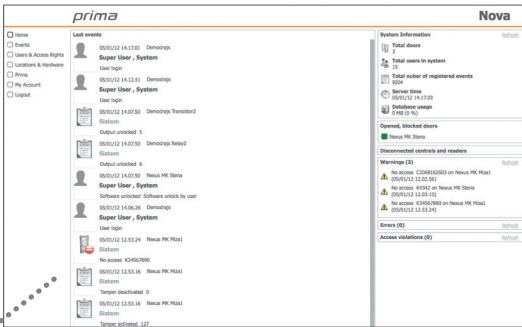 prima
Nova
Home
Events
Users & Access Rights
Locations & Hardware
Prima
My Account
Logout
Last events
05/01/12 14.17.01 Demodrajs
Super User , System
User login
05/01/12 14.12.51 Demodrajs
Super User , System
User login
05/01/12 14.07.50 Demodrajs Transistor2
Sistem
Output unlocked 5
05/01/12 14.07.50 Demodrajs Relay2
Sistem
Output unlocked 6
05/01/12 14.07.50 Nexus MK Stena
Super User , System
Software unlocked Software unlock by user
05/01/12 14.06.26 Demodrajs
Super User , System
User login
05/01/12 12.53.24 Nexus MK Miza1
Sistem
No access K34567890
05/01/12 12.53.16 Nexus MK Miza1
Sistem
Tamper deactivated 0
05/01/12 12.53.16 Nexus MK Miza1
Sistem
Tamper activated 127
System Information Refresh
Total doors
3
Total users in system
15
Total nuber of registered events
9204
Server time
05/01/12 14.17.03
Database usage
0 MB (0 %)
Opened, blocked doors
Nexus MK Stena
Disconnected centrals and readers
Warnings (3) Refresh
No access C2068162603 on Nexus MK Miza1
(05/01/12 12.02.56)
No access K4342 on Nexus MK Stena
(05/01/12 12.03.10)
No access K34567890 on Nexus MK Miza1
(05/01/12 12.53.24)
Errors (0) Refresh
Access violations (0) Refresh